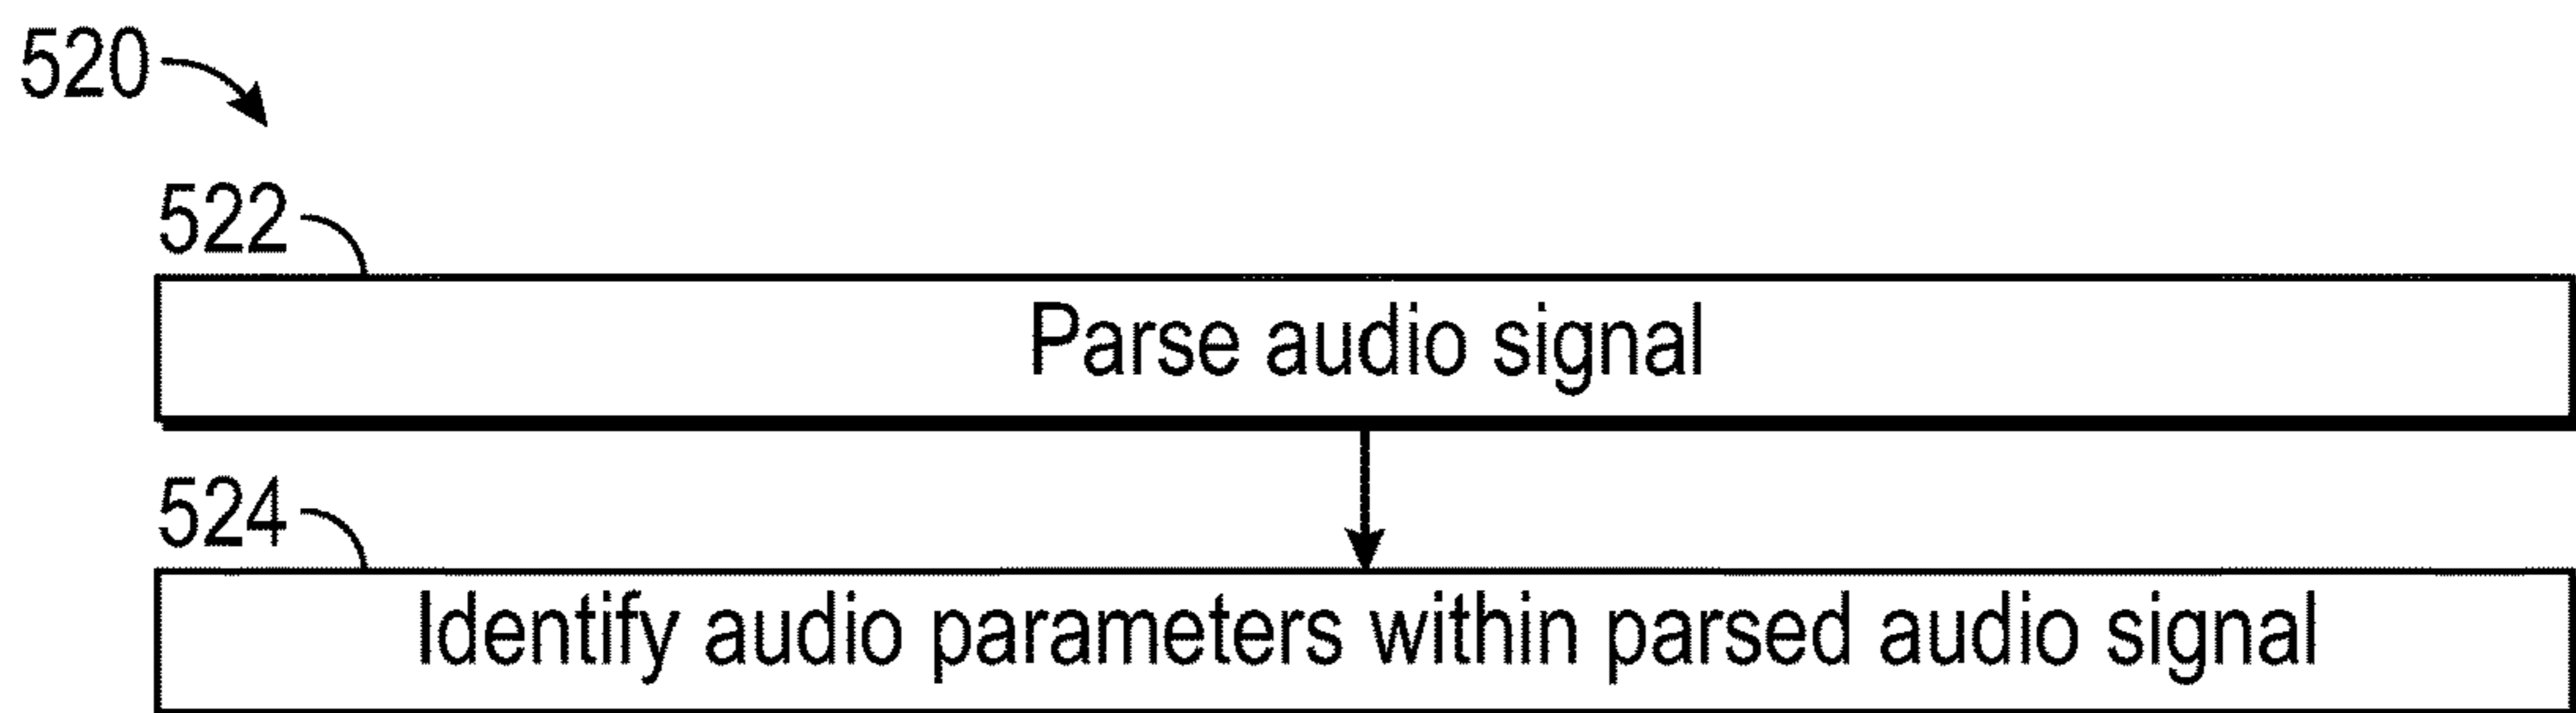 520
522
Parse audio signal
524
Identify audio parameters within parsed audio signal